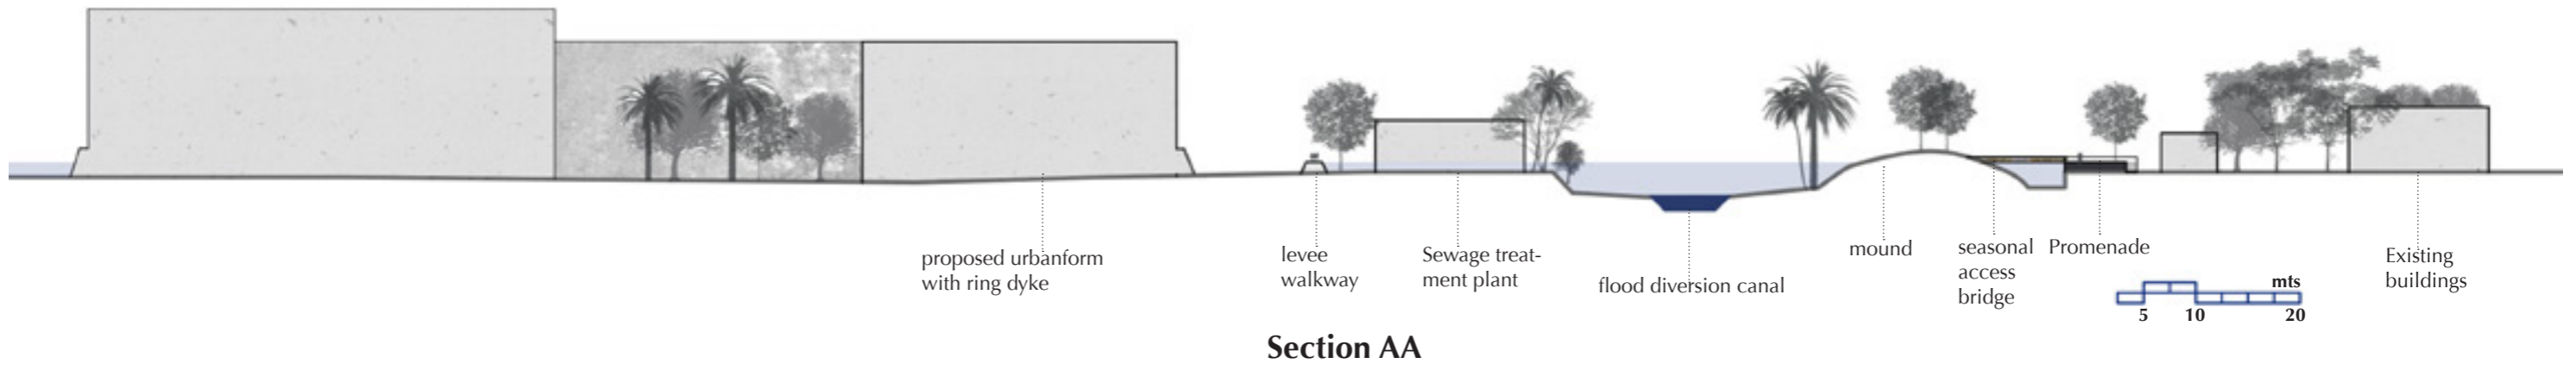 proposed urbanform
with ring dyke
levee
walkway
Sewage treat-
ment plant
flood diversion canal
mound
seasonal
access
bridge
Promenade
Existing
buildings
mts
5 10 20
Section AA